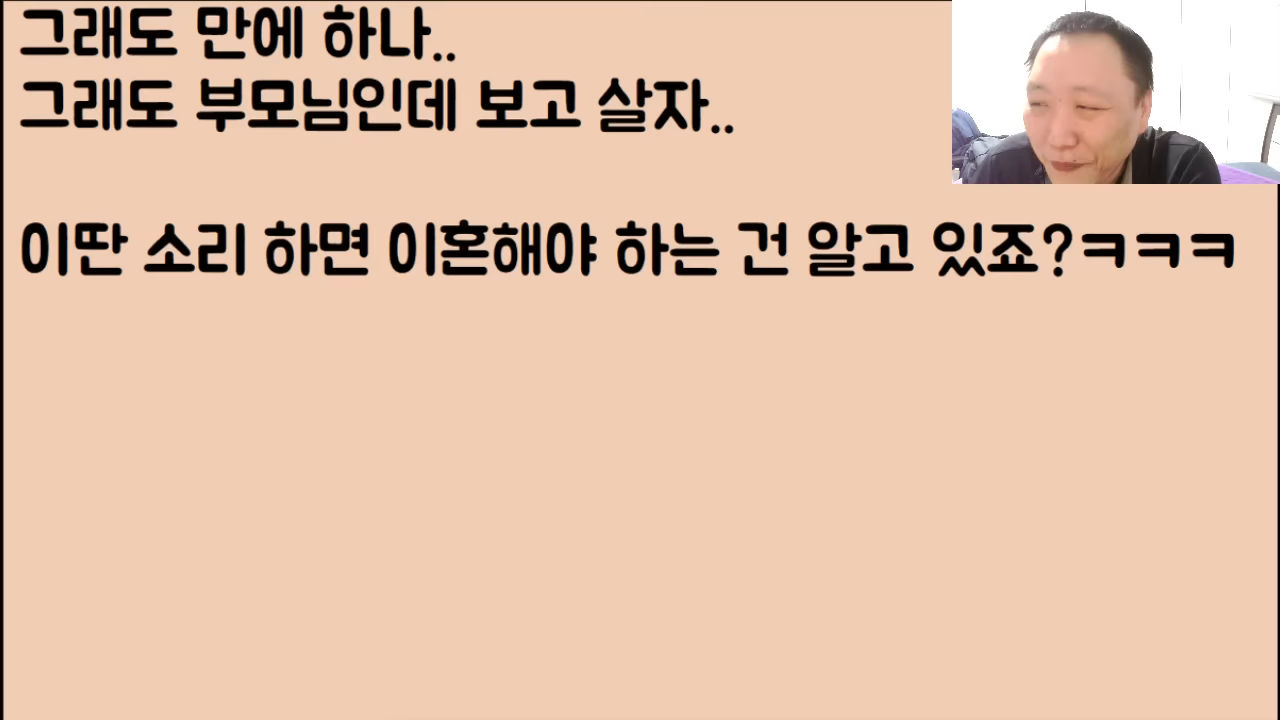 그래도 만에 하나..
그래도 부모님인데 보고 살자..
이딴 소리 하면 이혼해야 하는 건 알고 있죠?ㅋㅋㅋ